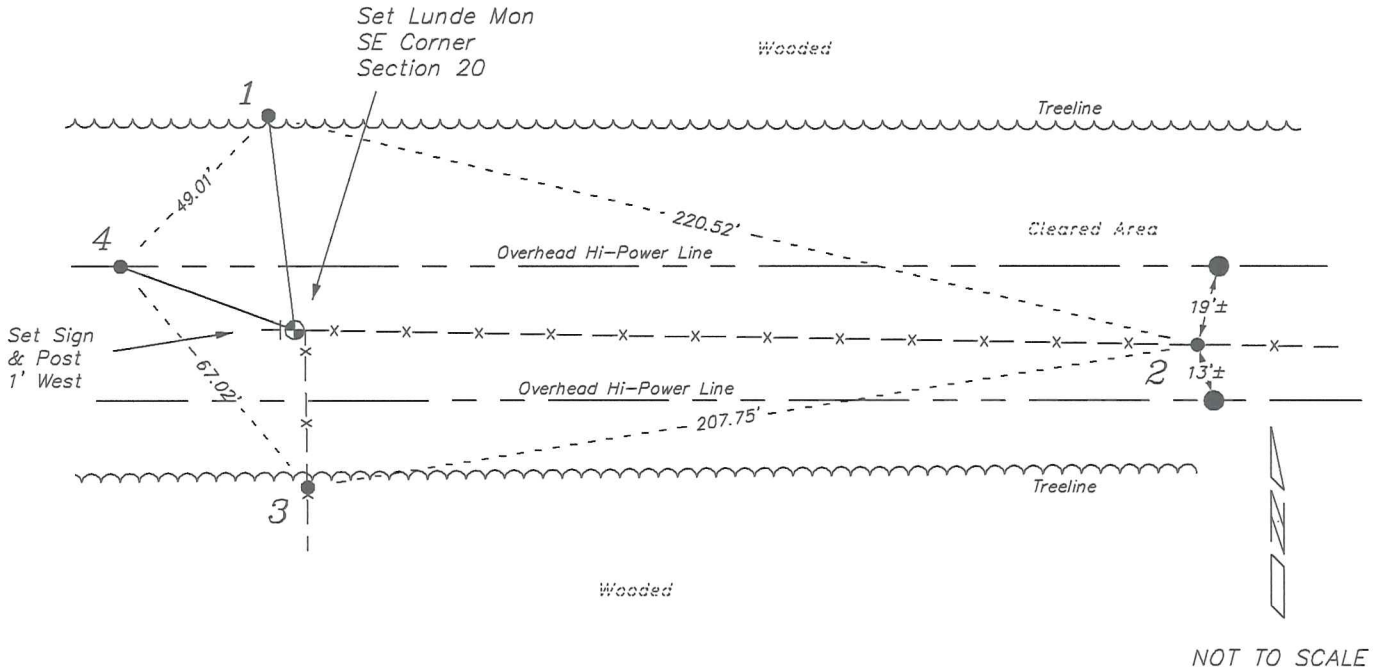 Set Lunde Mon
SE Corner
Section 20
Wooded
1
Treeline
49.01'
220.52'
Cleared Area
4
Overhead Hi-Power Line
19'±
Set Sign
& Post
1' West
x x x x x x x x x x x x x
x
2
13'±
67.02'
Overhead Hi-Power Line
x
207.75'
3
x
Treeline
N
Wooded
NOT TO SCALE